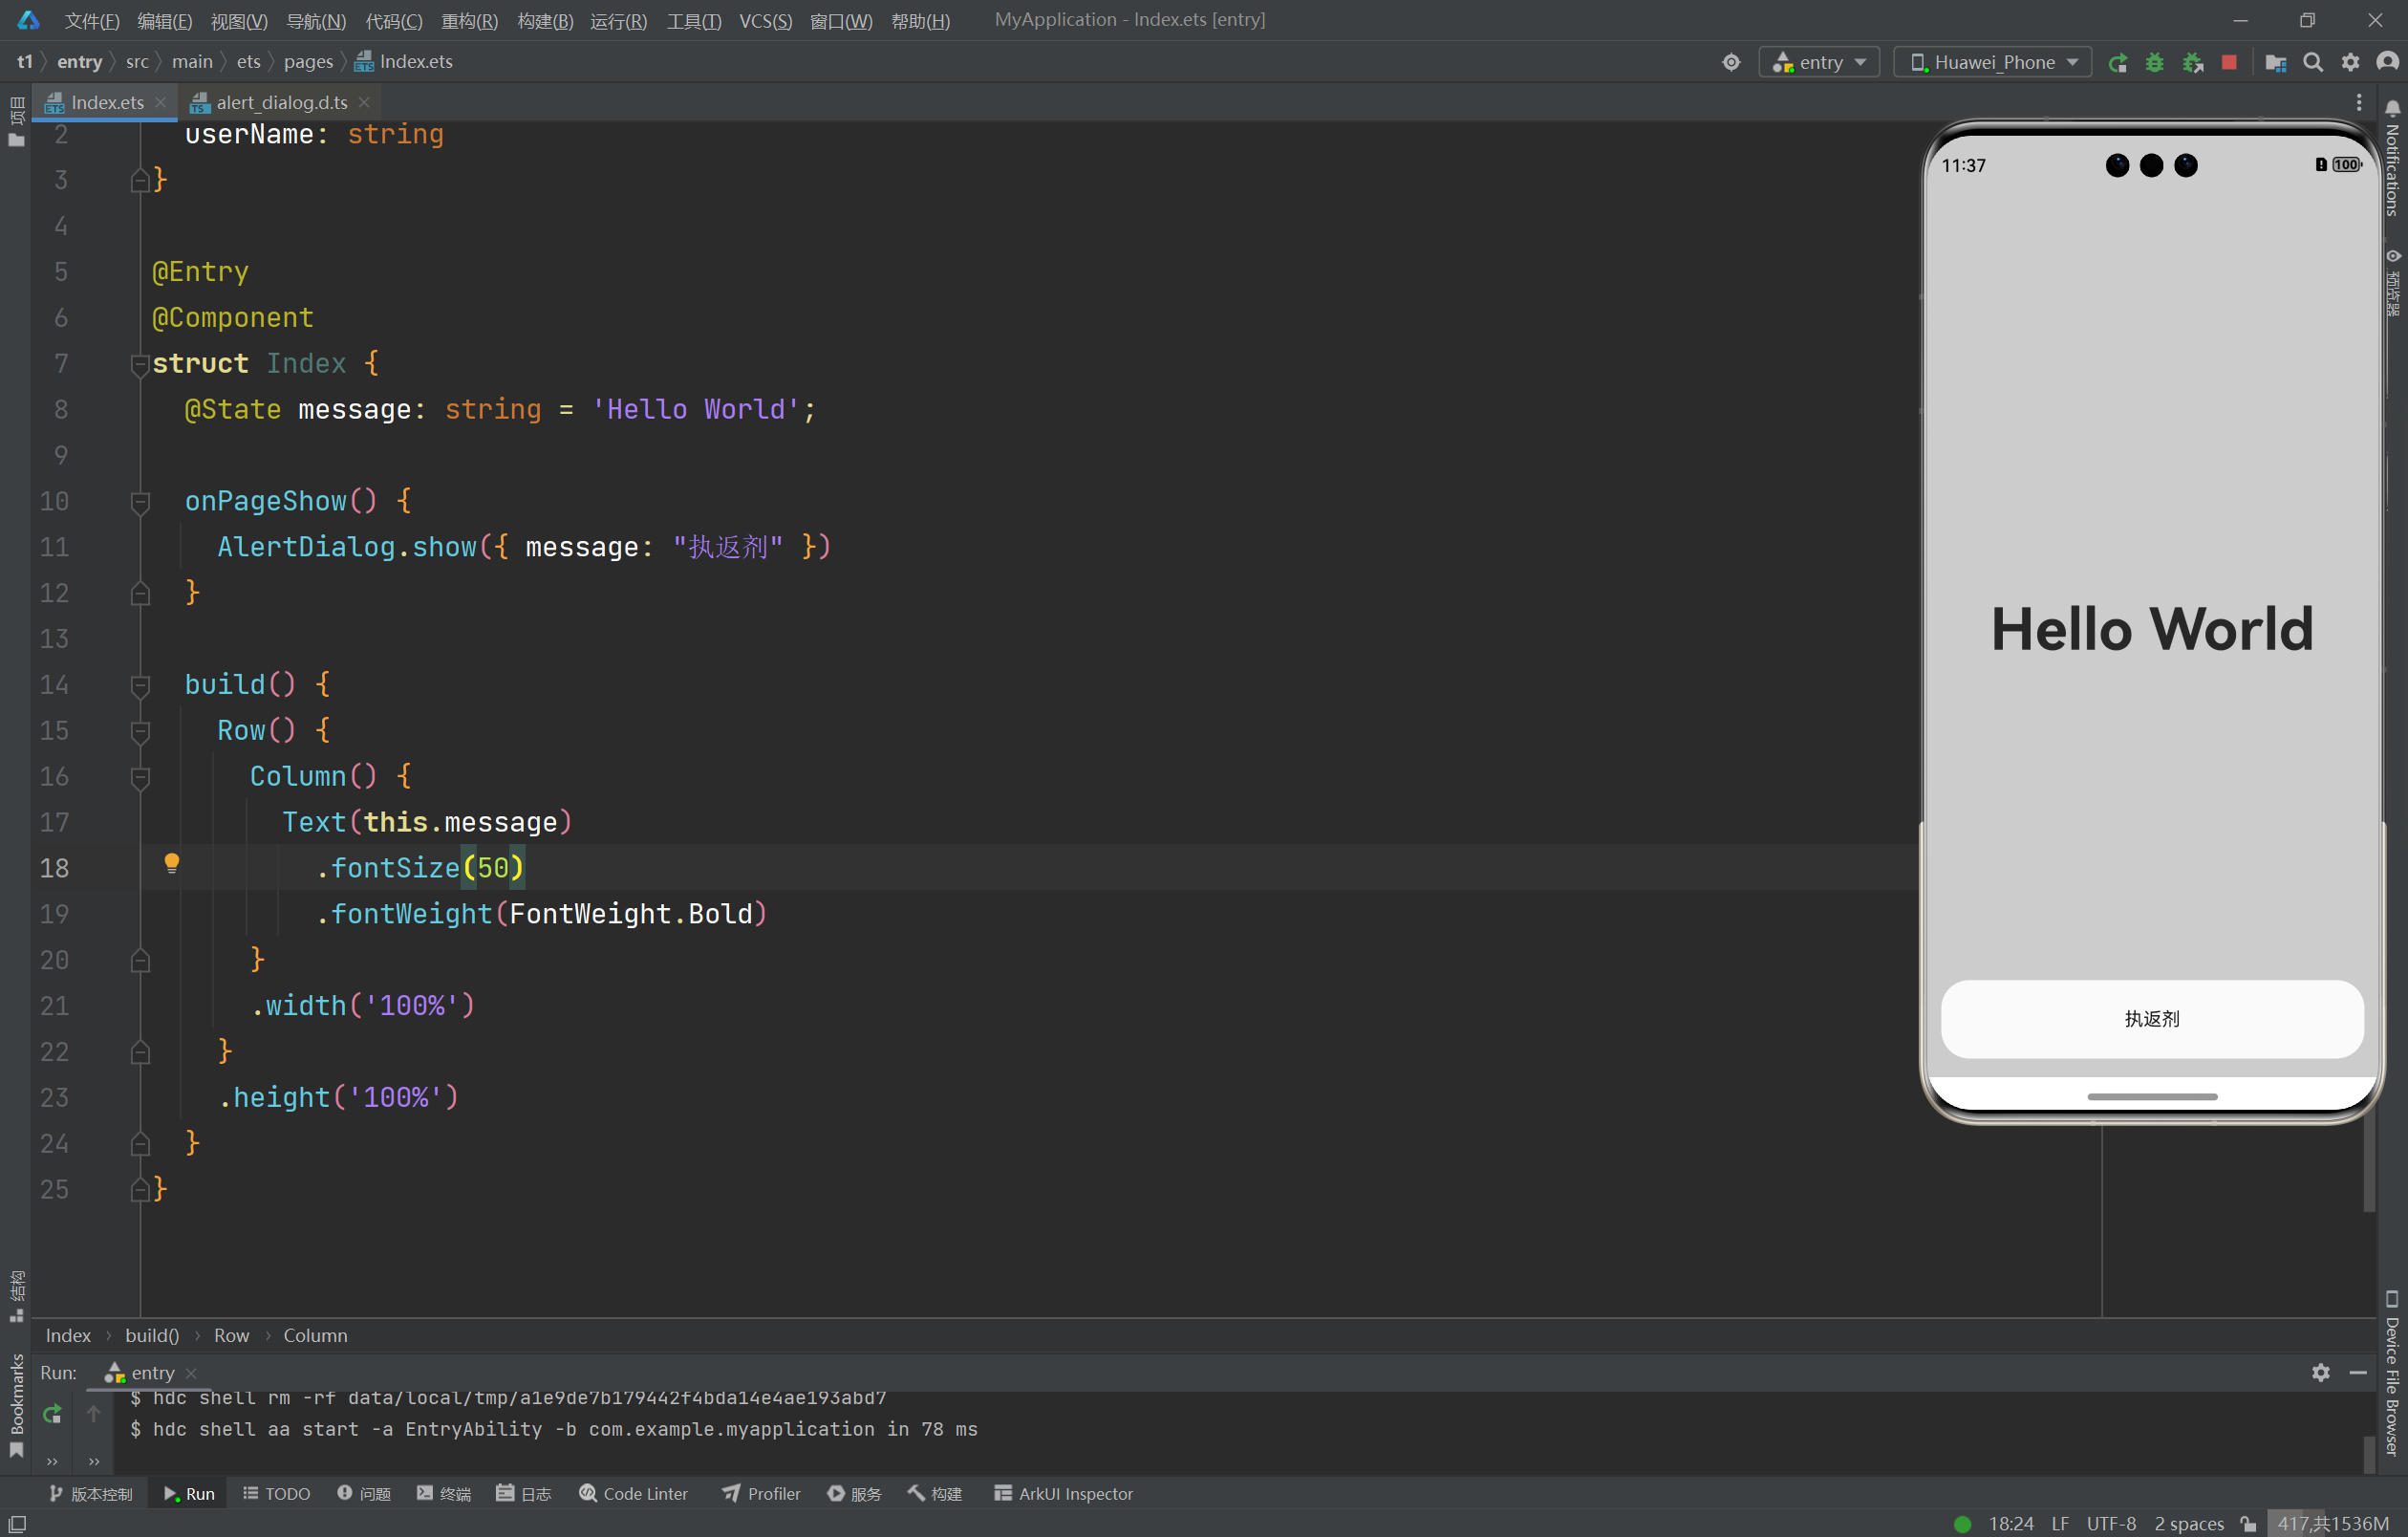 文件(F) 编辑(E) 视图(V) 导航(N) 代码(C) 重构(R) 构建(B) 运行(R) 工具(T) VCS(S) 窗口(W) 帮助(H) MyApplication - Index.ets [entry]
t1 entry src main ets pages Index.ets entry Huawei_Phone
Index.ets alert_dialog.d.ts
项目
2 userName: string
3 }
4
5 @Entry
6 @Component
7 struct Index {
8 @State message: string = 'Hello World';
9
10 onPageShow() {
11 AlertDialog.show({ message: "执返剂" })
12 }
13
14 build() {
15 Row() {
16 Column() {
17 Text(this.message)
18 .fontSize(50)
19 .fontWeight(FontWeight.Bold)
20 }
21 .width('100%')
22 }
23 .height('100%')
24 }
25 }
11:37 100
Hello World
执返剂
Notifications
预览器
Device File Browser
结构
Bookmarks
Index › build() › Row › Column
Run: entry
$ hdc shell rm -rf data/local/tmp/a1e9de7b179442f4bda14e4ae193abd7
$ hdc shell aa start -a EntryAbility -b com.example.myapplication in 78 ms
版本控制 Run TODO 问题 终端 日志 Code Linter Profiler 服务 构建 ArkUI Inspector
18:24 LF UTF-8 2 spaces 417,共1536M